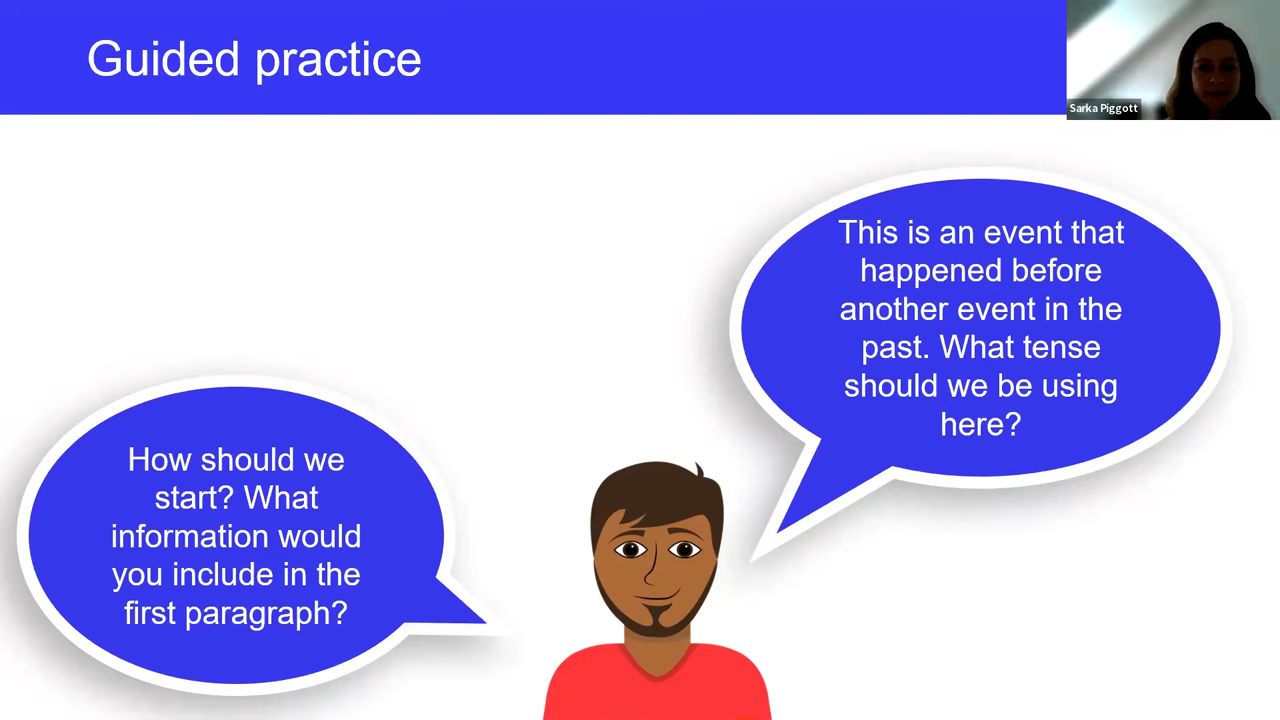 Guided practice
Sarka Piggott
This is an event that
happened before
another event in the
past. What tense
should we be using
here?
How should we
start? What
information would
you include in the
first paragraph?